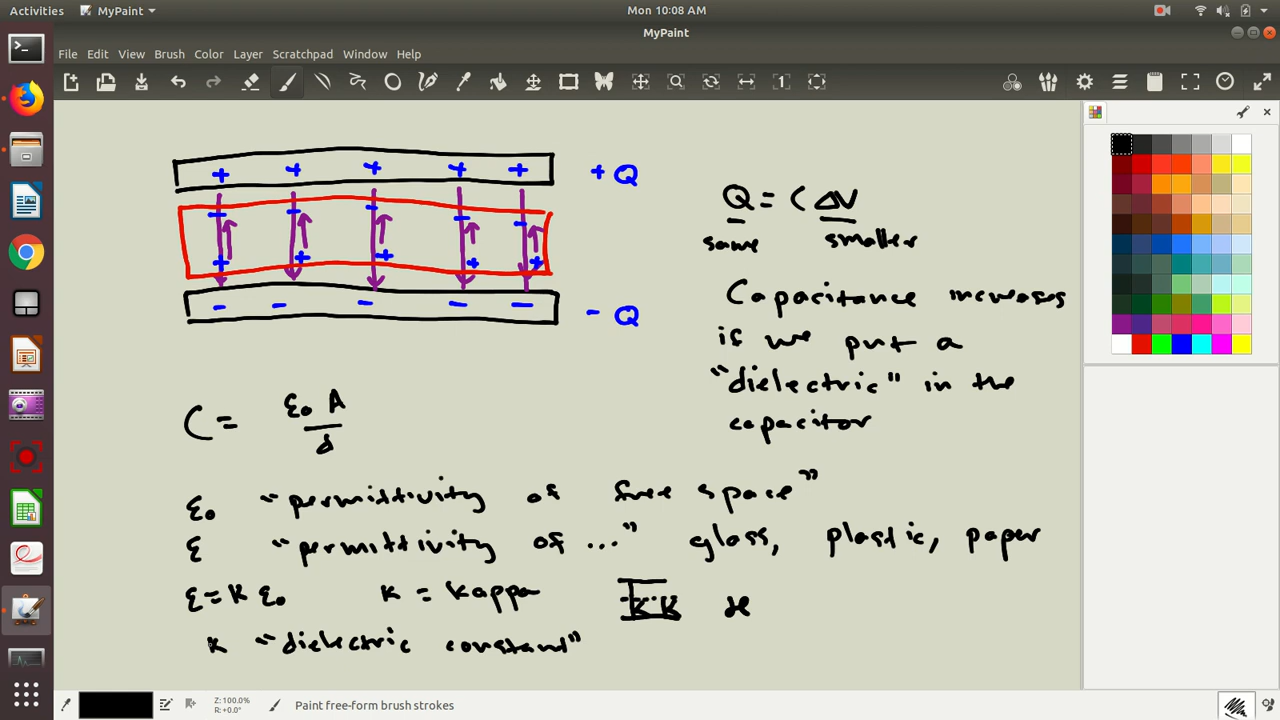 Activities
MyPaint
Mon 10:08 AM
MyPaint
File Edit View Brush Color Layer Scratchpad Window Help
+ + + + +
+ Q
- - - - -
+ + + + +
- - - - -
- Q
Q = C ΔV
same smaller
Capacitance increases
if we put a
"dielectric" in the
capacitor
C = ε₀ A / d
ε₀ "permittivity of free space"
ε "permittivity of ..." glass, plastic, paper
ε = κ ε₀ κ = kappa
κ "dielectric constant"
Z: 100.0%
R: +0.0°
Paint free-form brush strokes